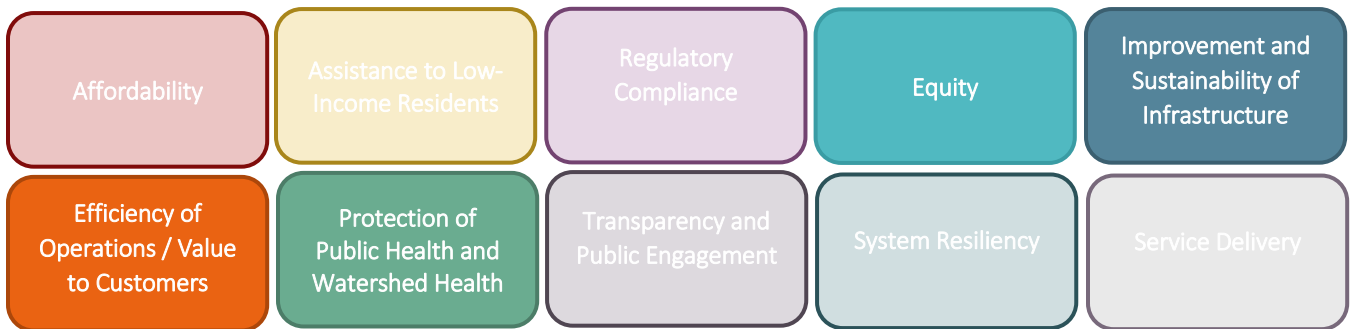 Affordability
Assistance to Low-
Income Residents
Regulatory
Compliance
Equity
Improvement and
Sustainability of
Infrastructure
Efficiency of
Operations / Value
to Customers
Protection of
Public Health and
Watershed Health
Transparency and
Public Engagement
System Resiliency
Service Delivery